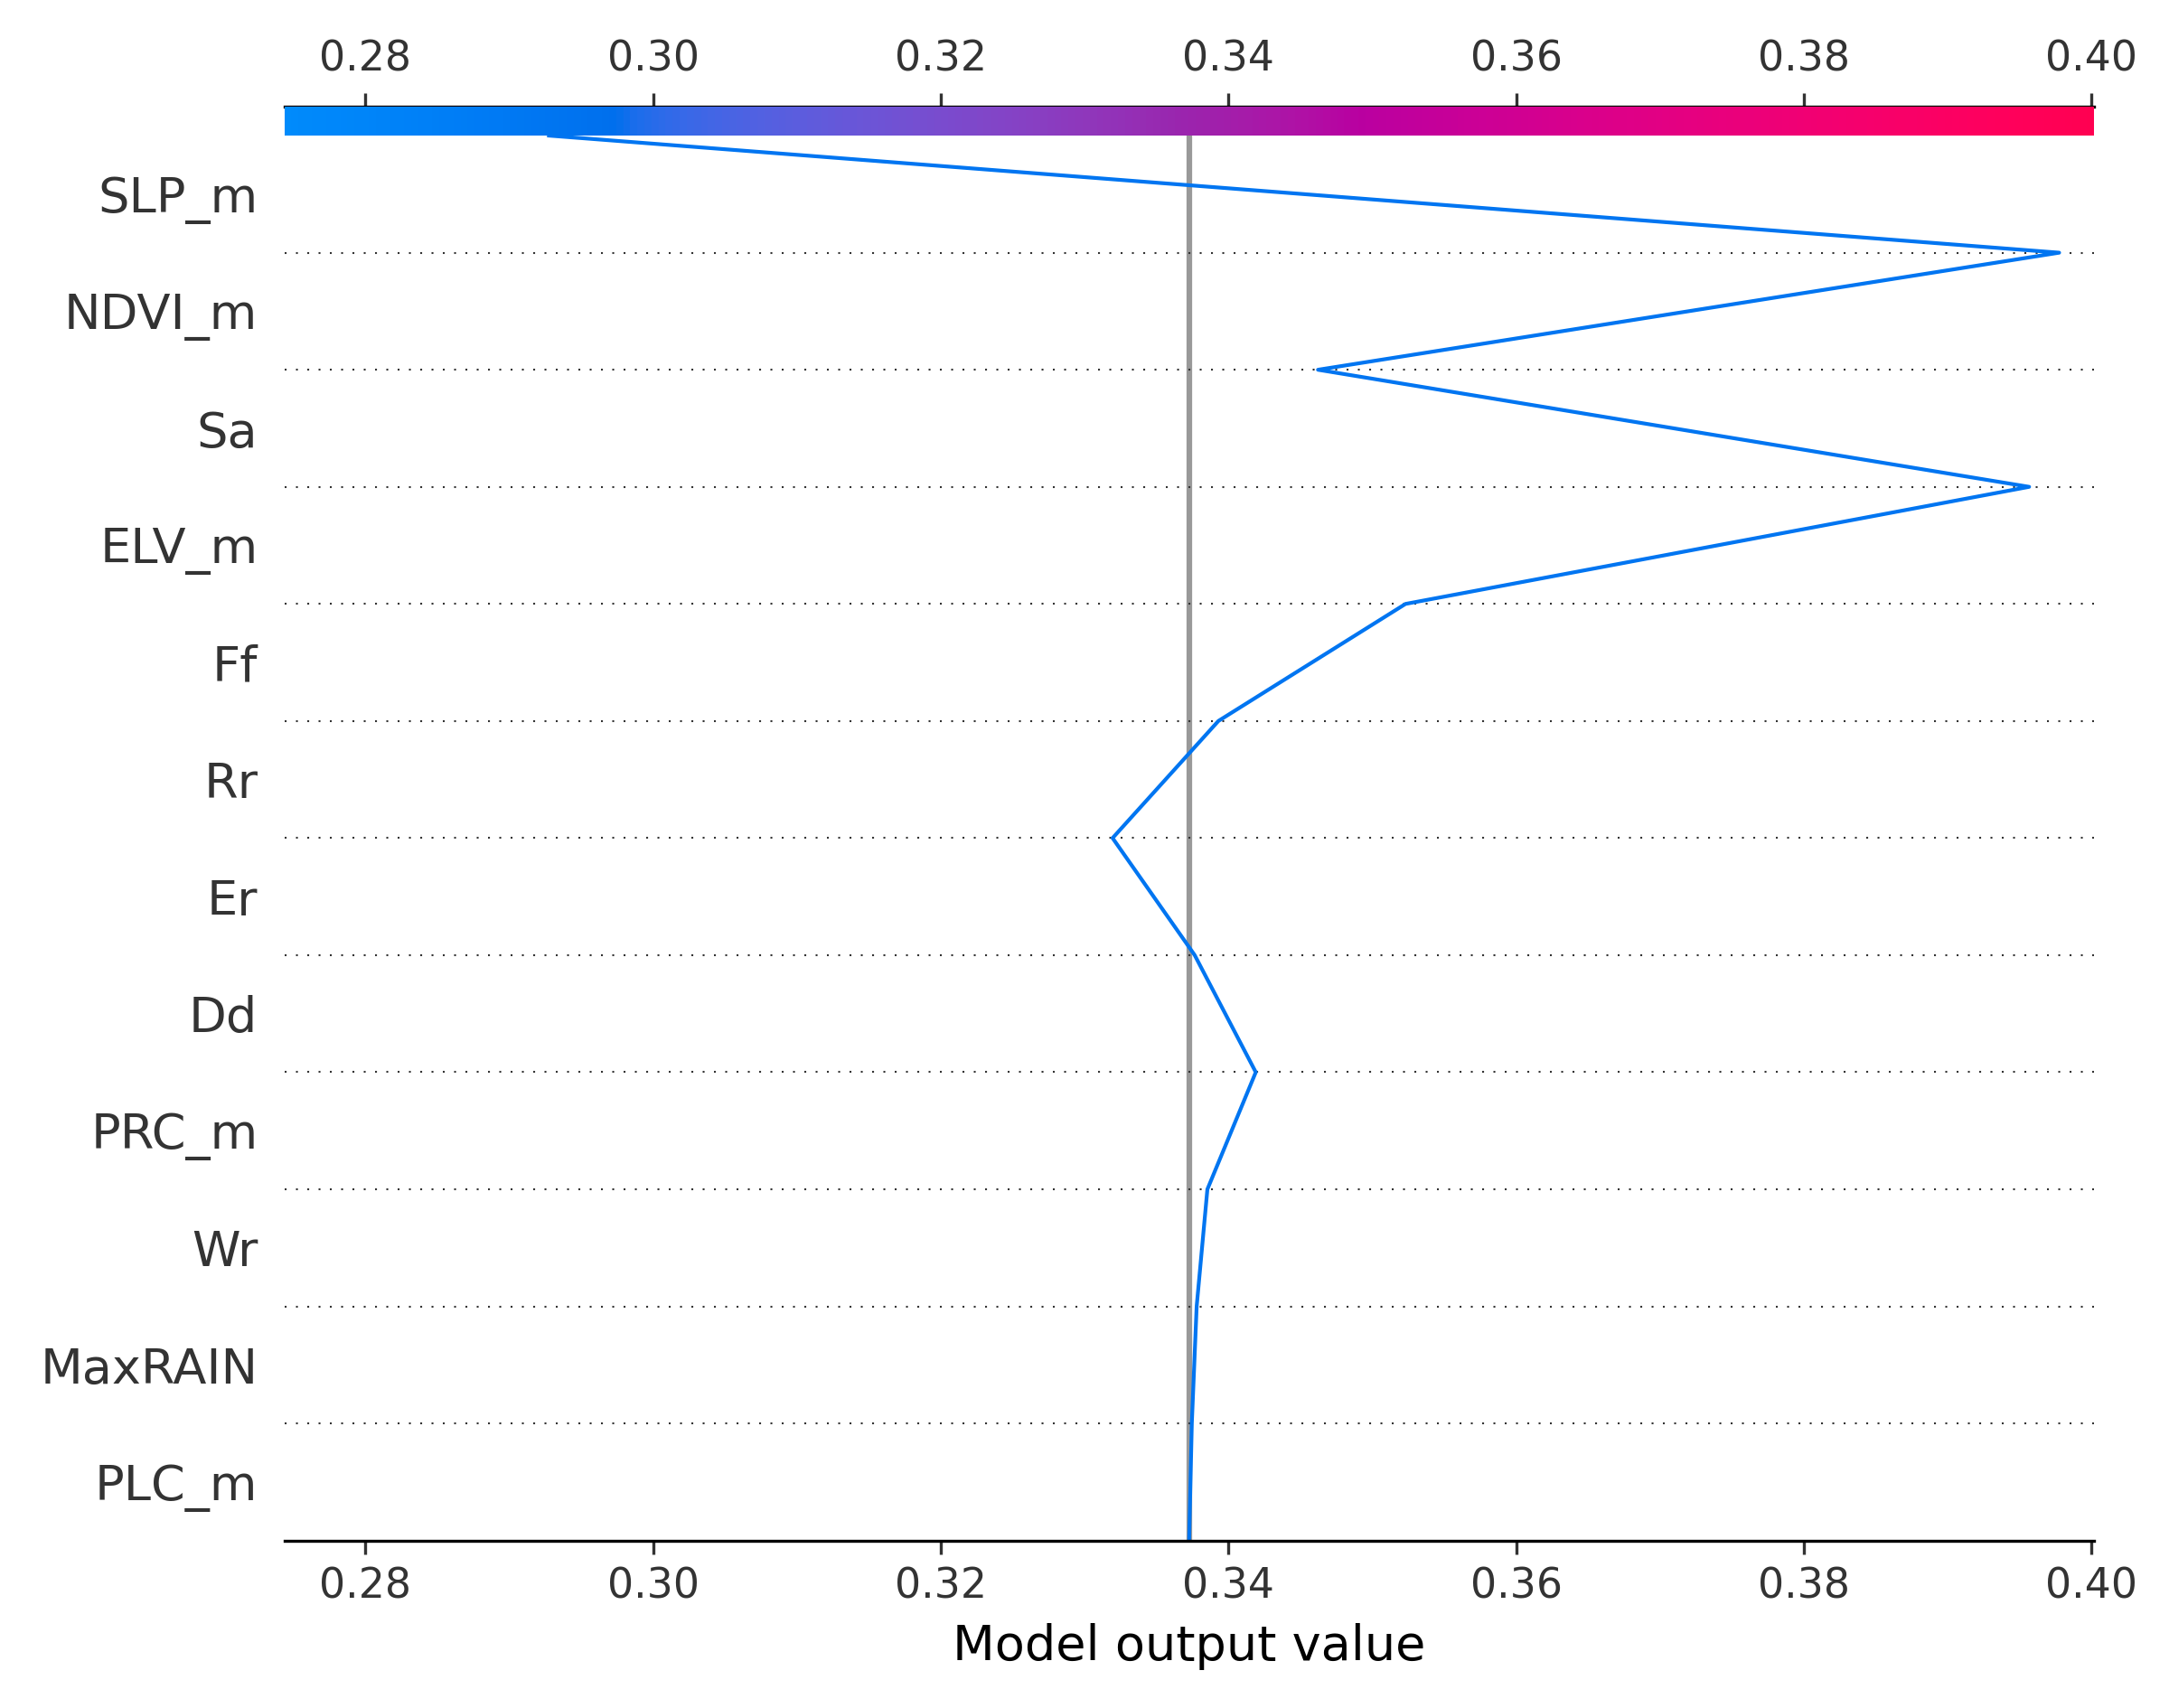 0.28 0.30 0.32 0.34 0.36 0.38 0.40
SLP_m
NDVI_m
Sa
ELV_m
Ff
Rr
Er
Dd
PRC_m
Wr
MaxRAIN
PLC_m
0.28 0.30 0.32 0.34 0.36 0.38 0.40
Model output value